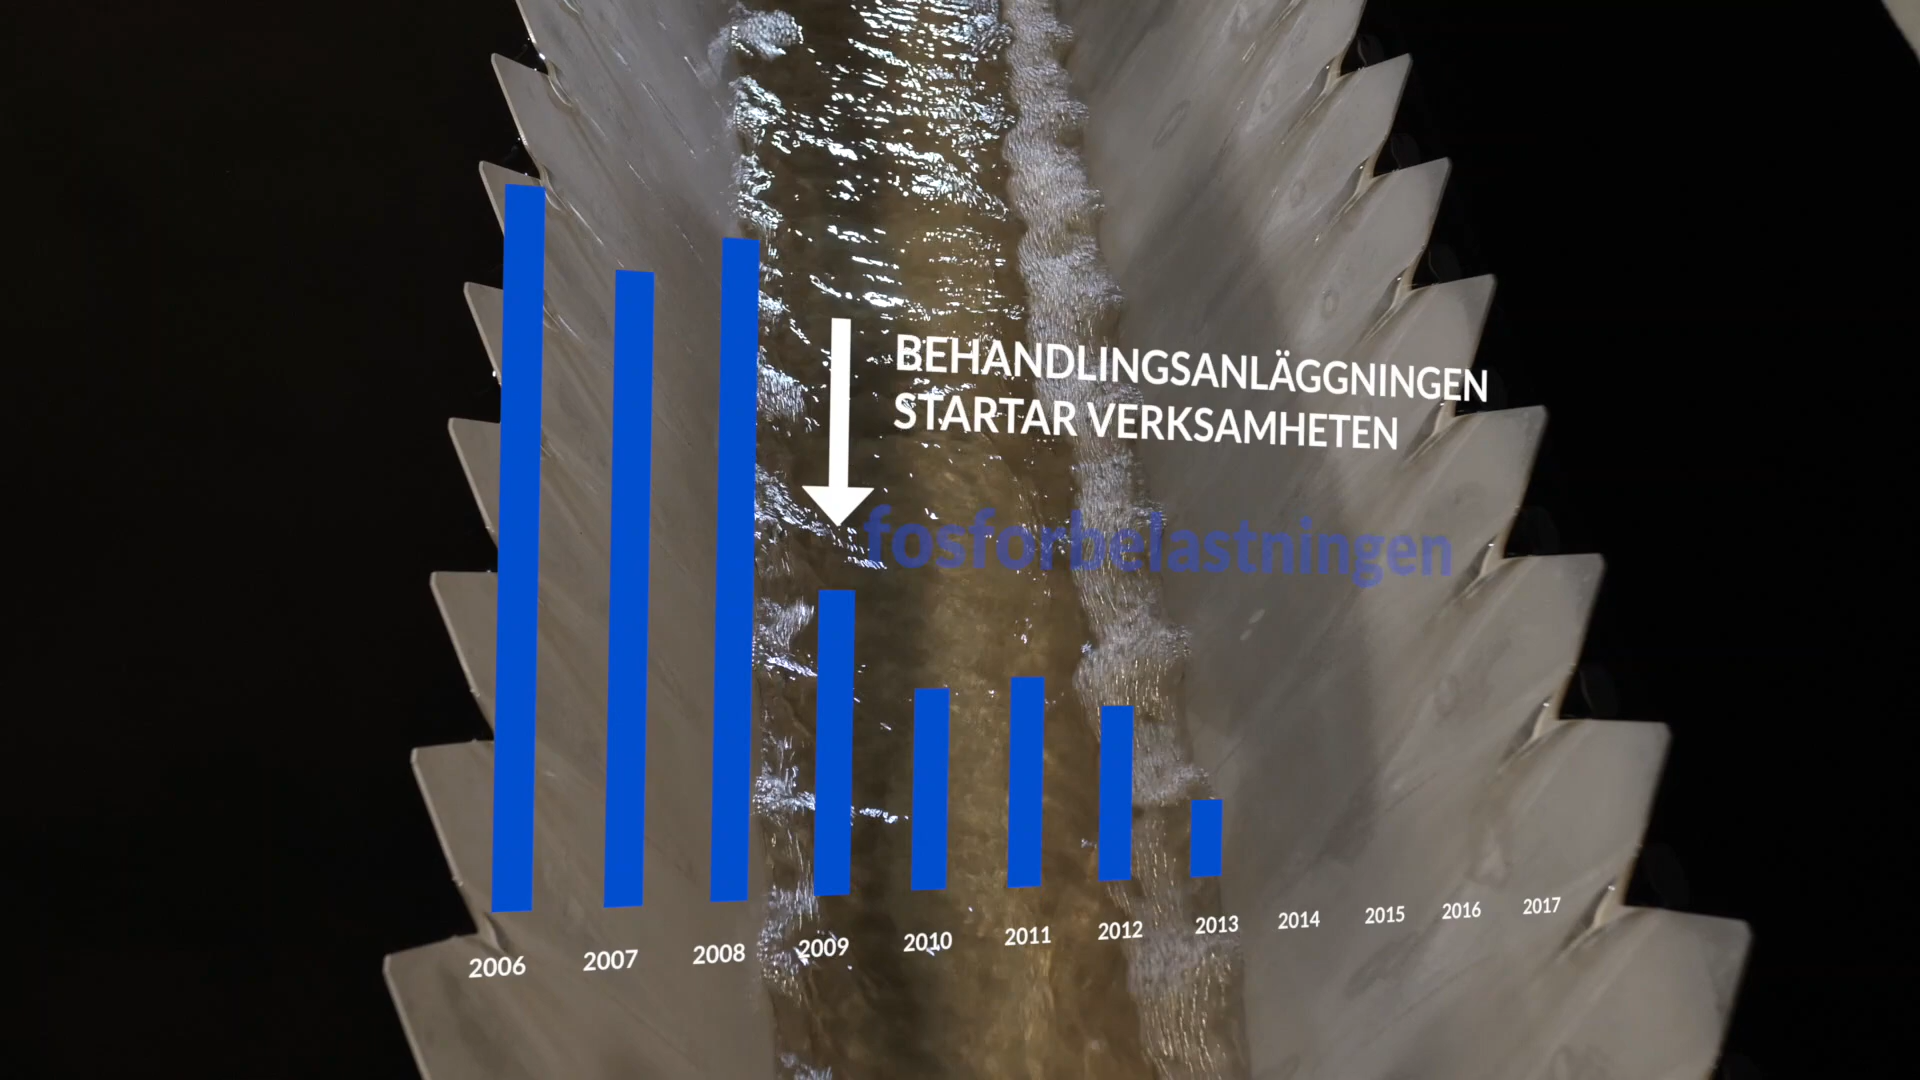 BEHANDLINGSANLÄGGNINGEN
STARTAR VERKSAMHETEN
fosforbelastningen
2006 2007 2008 2009 2010 2011 2012 2013 2014 2015 2016 2017